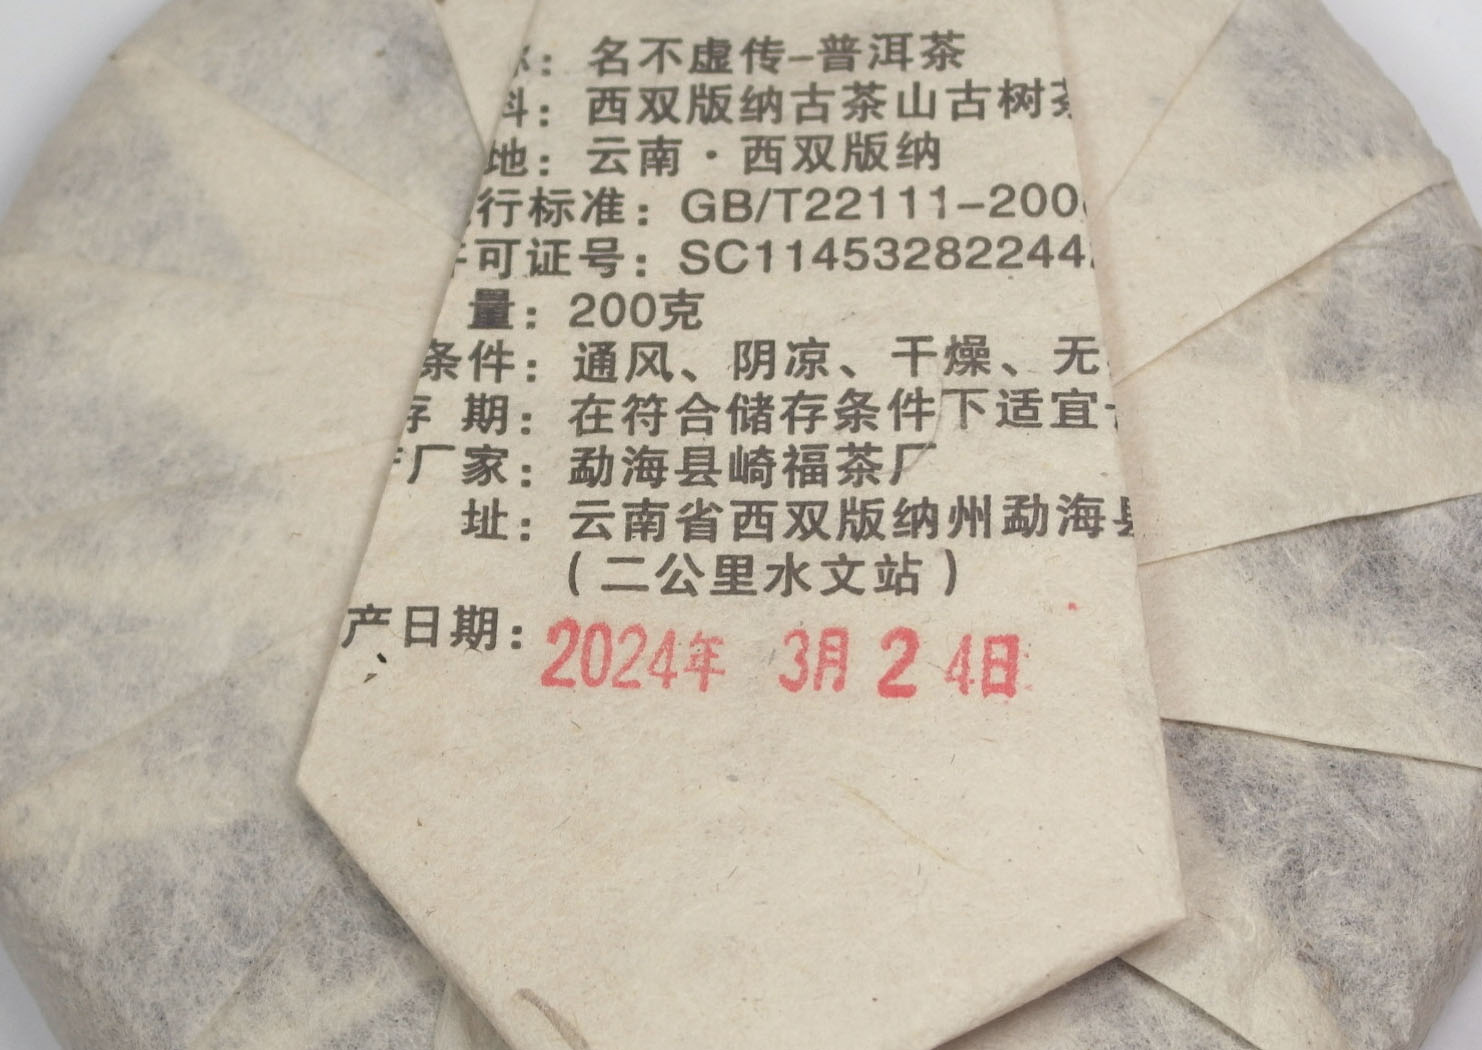 ：名不虚传-普洱茶
料：西双版纳古茶山古树
地：云南·西双版纳
行标准：GB/T22111-200
可证号：SC11453282244
量：200克
条件：通风、阴凉、干燥、无
存 期：在符合储存条件下适宜
厂家：勐海县崎福茶厂
址：云南省西双版纳州勐海县
（二公里水文站）
产日期：2024年 3月24日